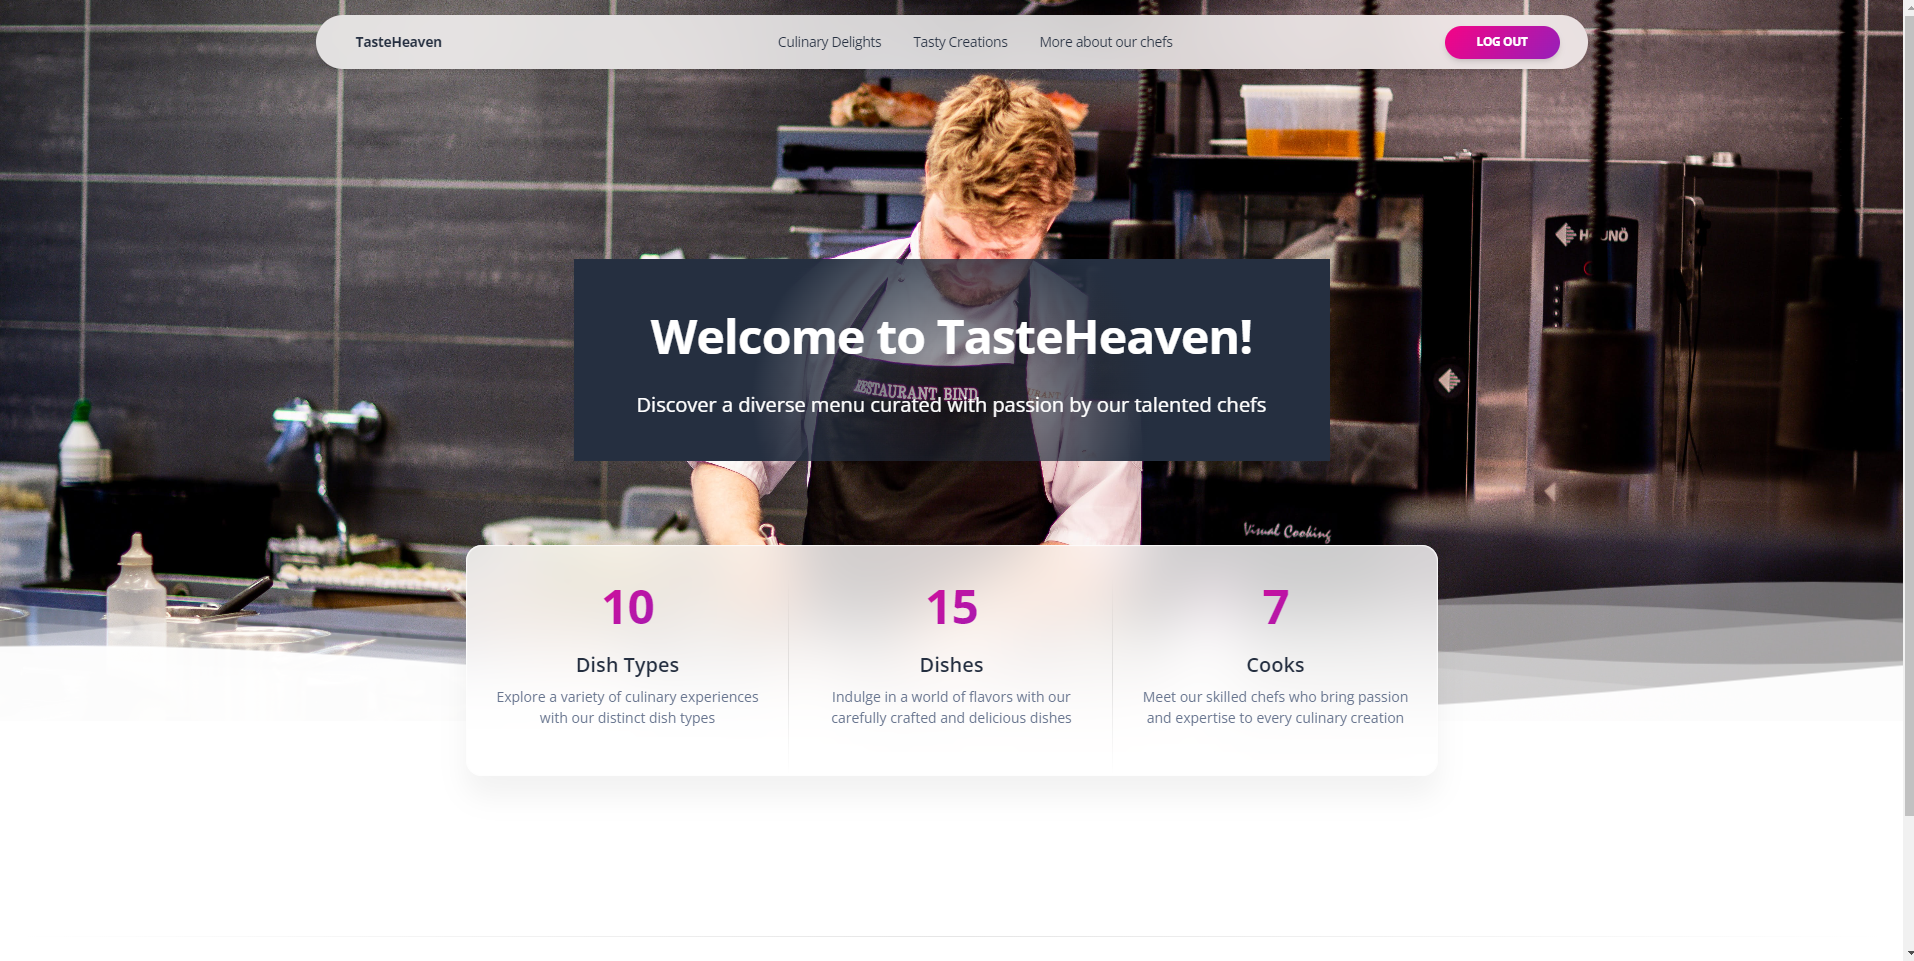 TasteHeaven
Culinary Delights
Tasty Creations
More about our chefs
LOG OUT
Welcome to TasteHeaven!
RESTAURANT BIND
Discover a diverse menu curated with passion by our talented chefs
Visual Cooking
10
Dish Types
Explore a variety of culinary experiences
with our distinct dish types
15
Dishes
Indulge in a world of flavors with our
carefully crafted and delicious dishes
7
Cooks
Meet our skilled chefs who bring passion
and expertise to every culinary creation